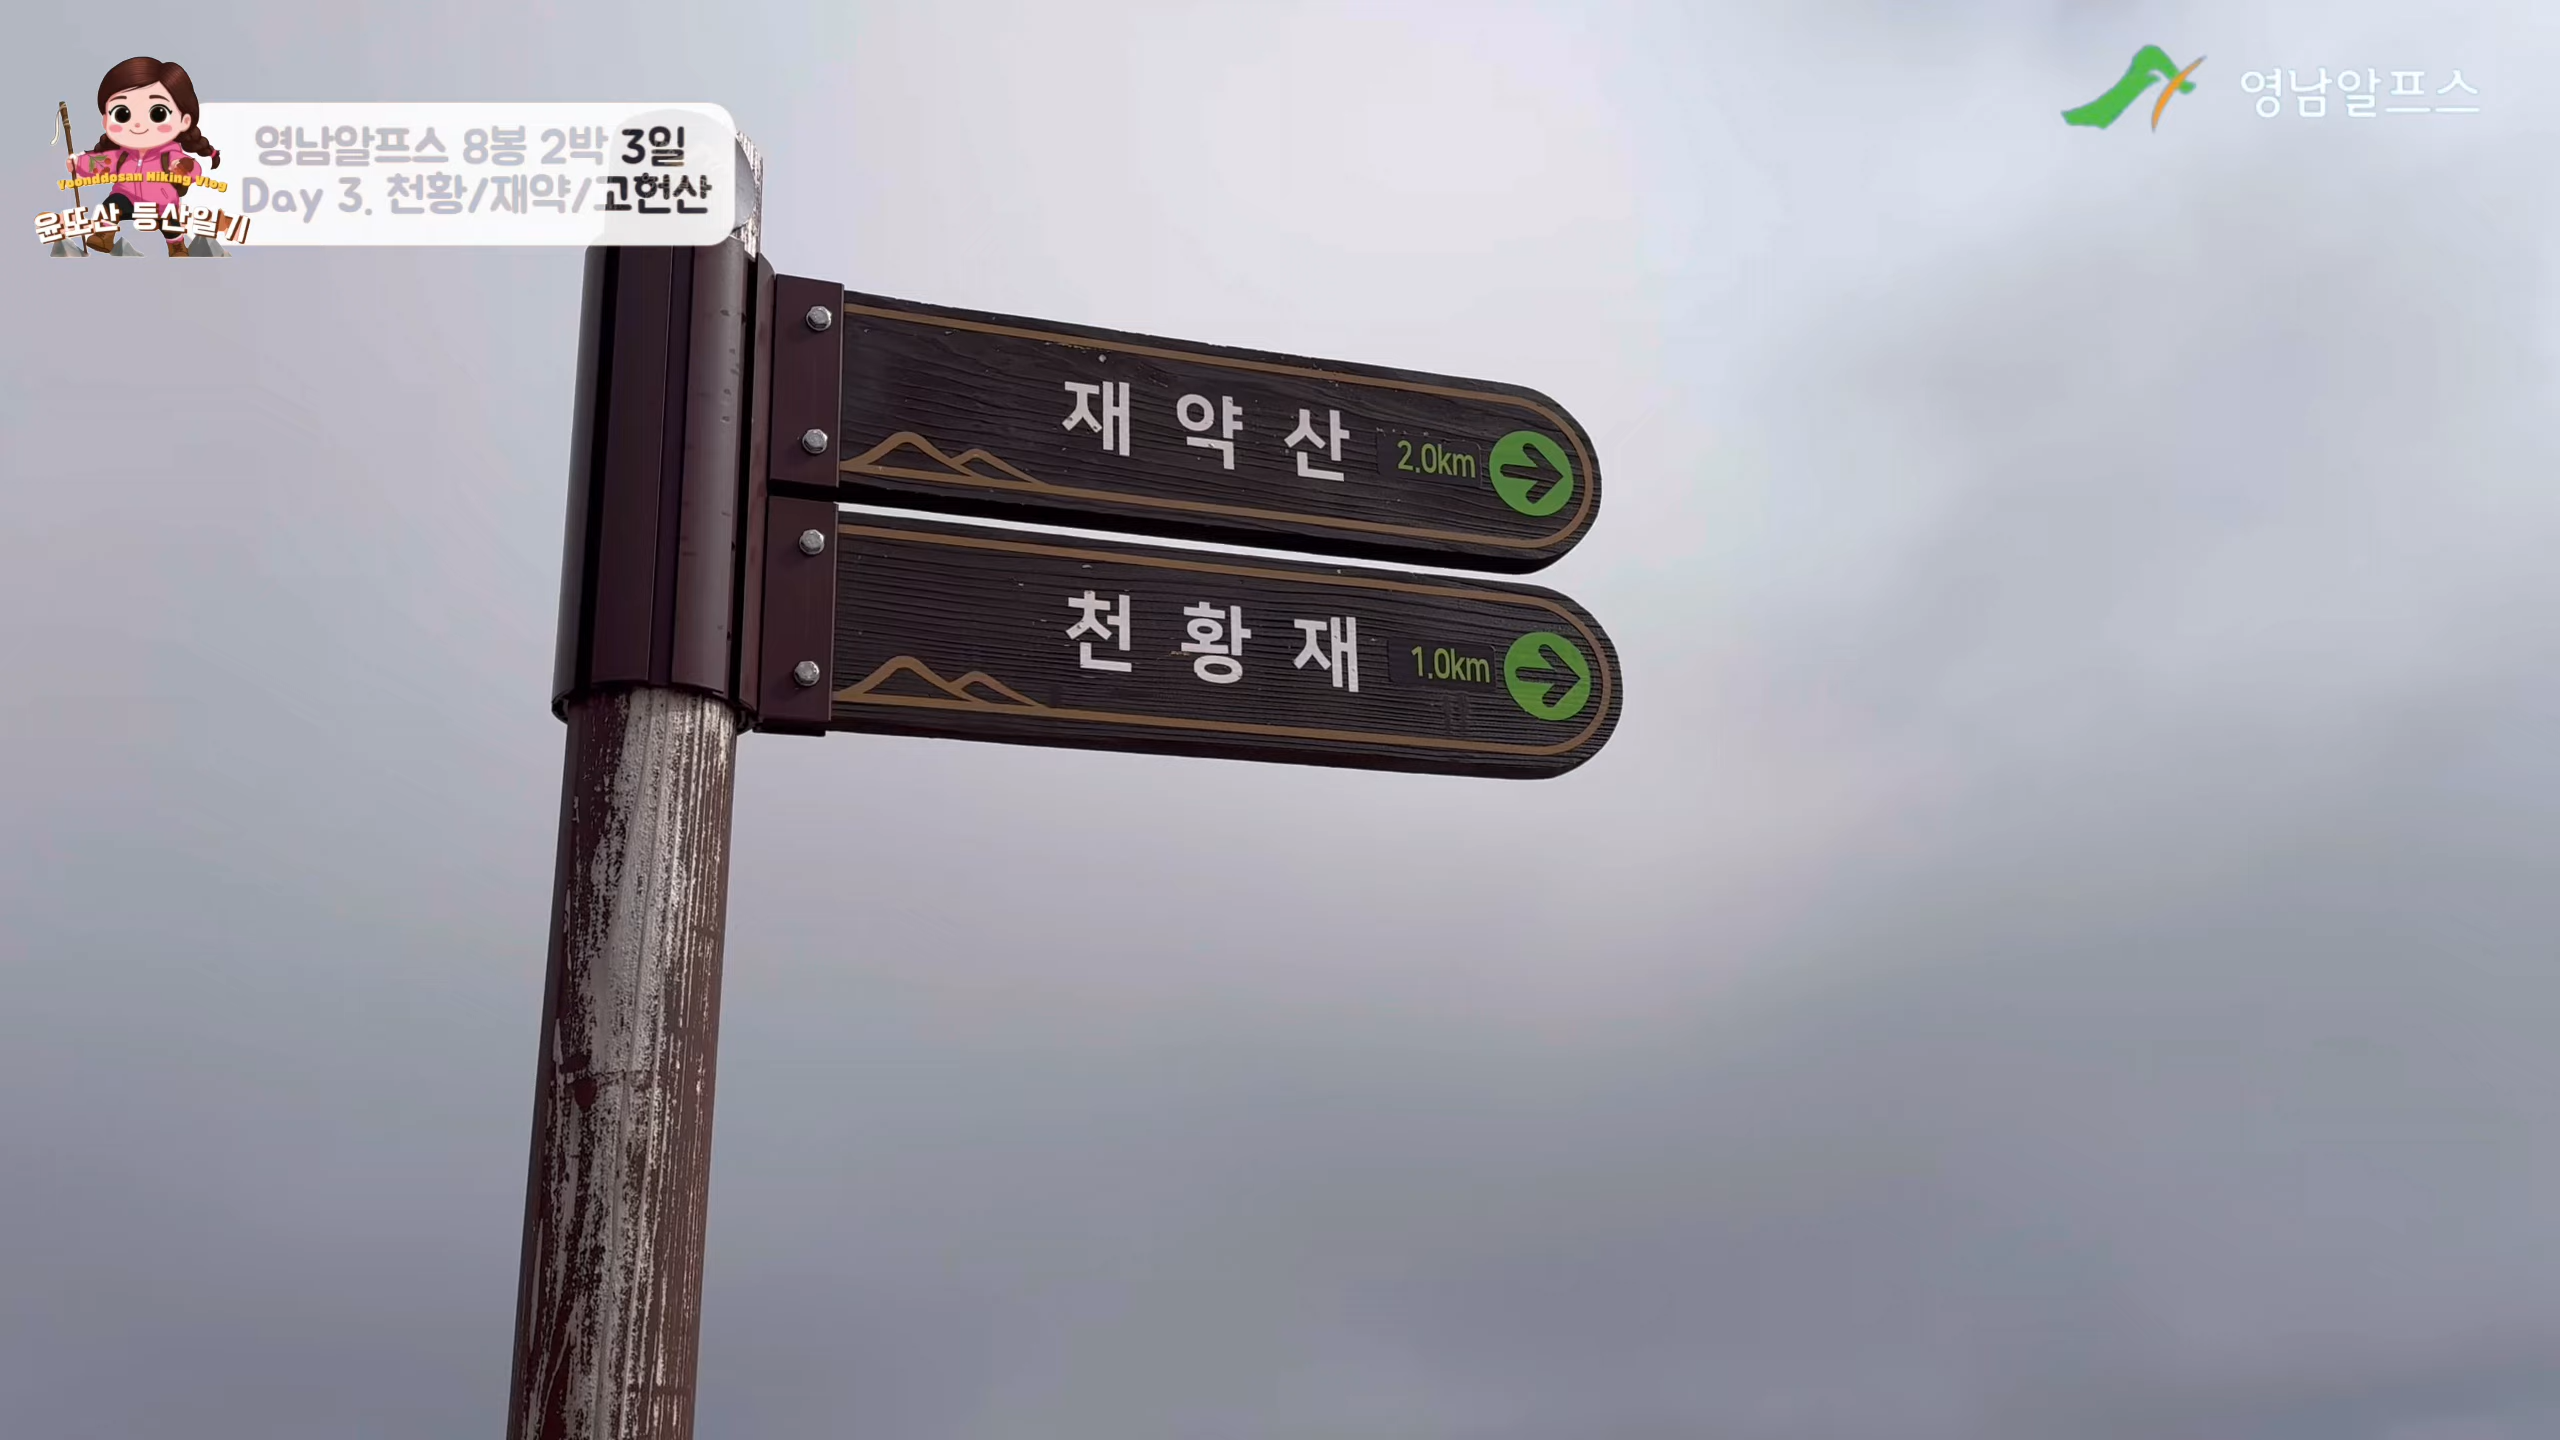 영남알프스 8봉 2박 3일
Day 3. 천황/재약/고헌산
Yoonddosan Hiking Vlog
윤또산 등산일기
영남알프스
재약산 2.0km
천황재 1.0km